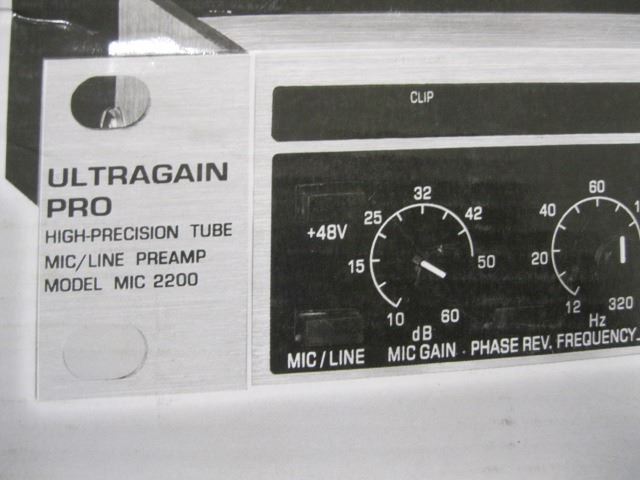 ULTRAGAIN
PRO
HIGH-PRECISION TUBE
MIC/LINE PREAMP
MODEL MIC 2200
CLIP
+48V
MIC / LINE
32
25
42
15
50
10
60
dB
MIC GAIN
PHASE REV.
60
40
20
12
320
Hz
FREQUENCY